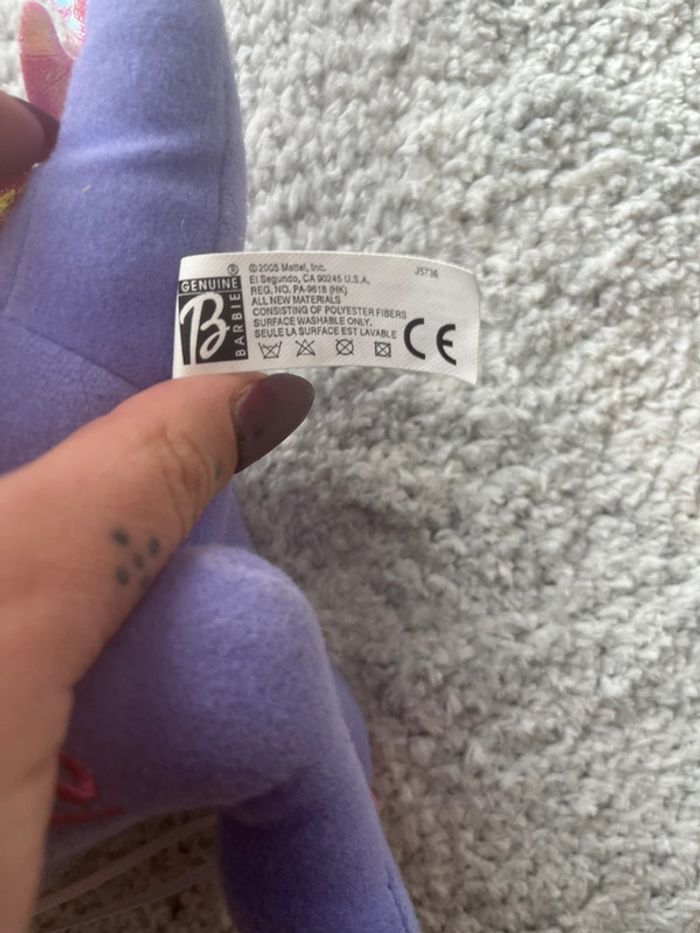 GENUINE ®
B
BARBIE
©2005 Mattel, Inc.
El Segundo, CA 90245 U.S.A.
REG. NO. PA-9618 (HK)
ALL NEW MATERIALS
CONSISTING OF POLYESTER FIBERS
SURFACE WASHABLE ONLY.
SEULE LA SURFACE EST LAVABLE
J5736
CE